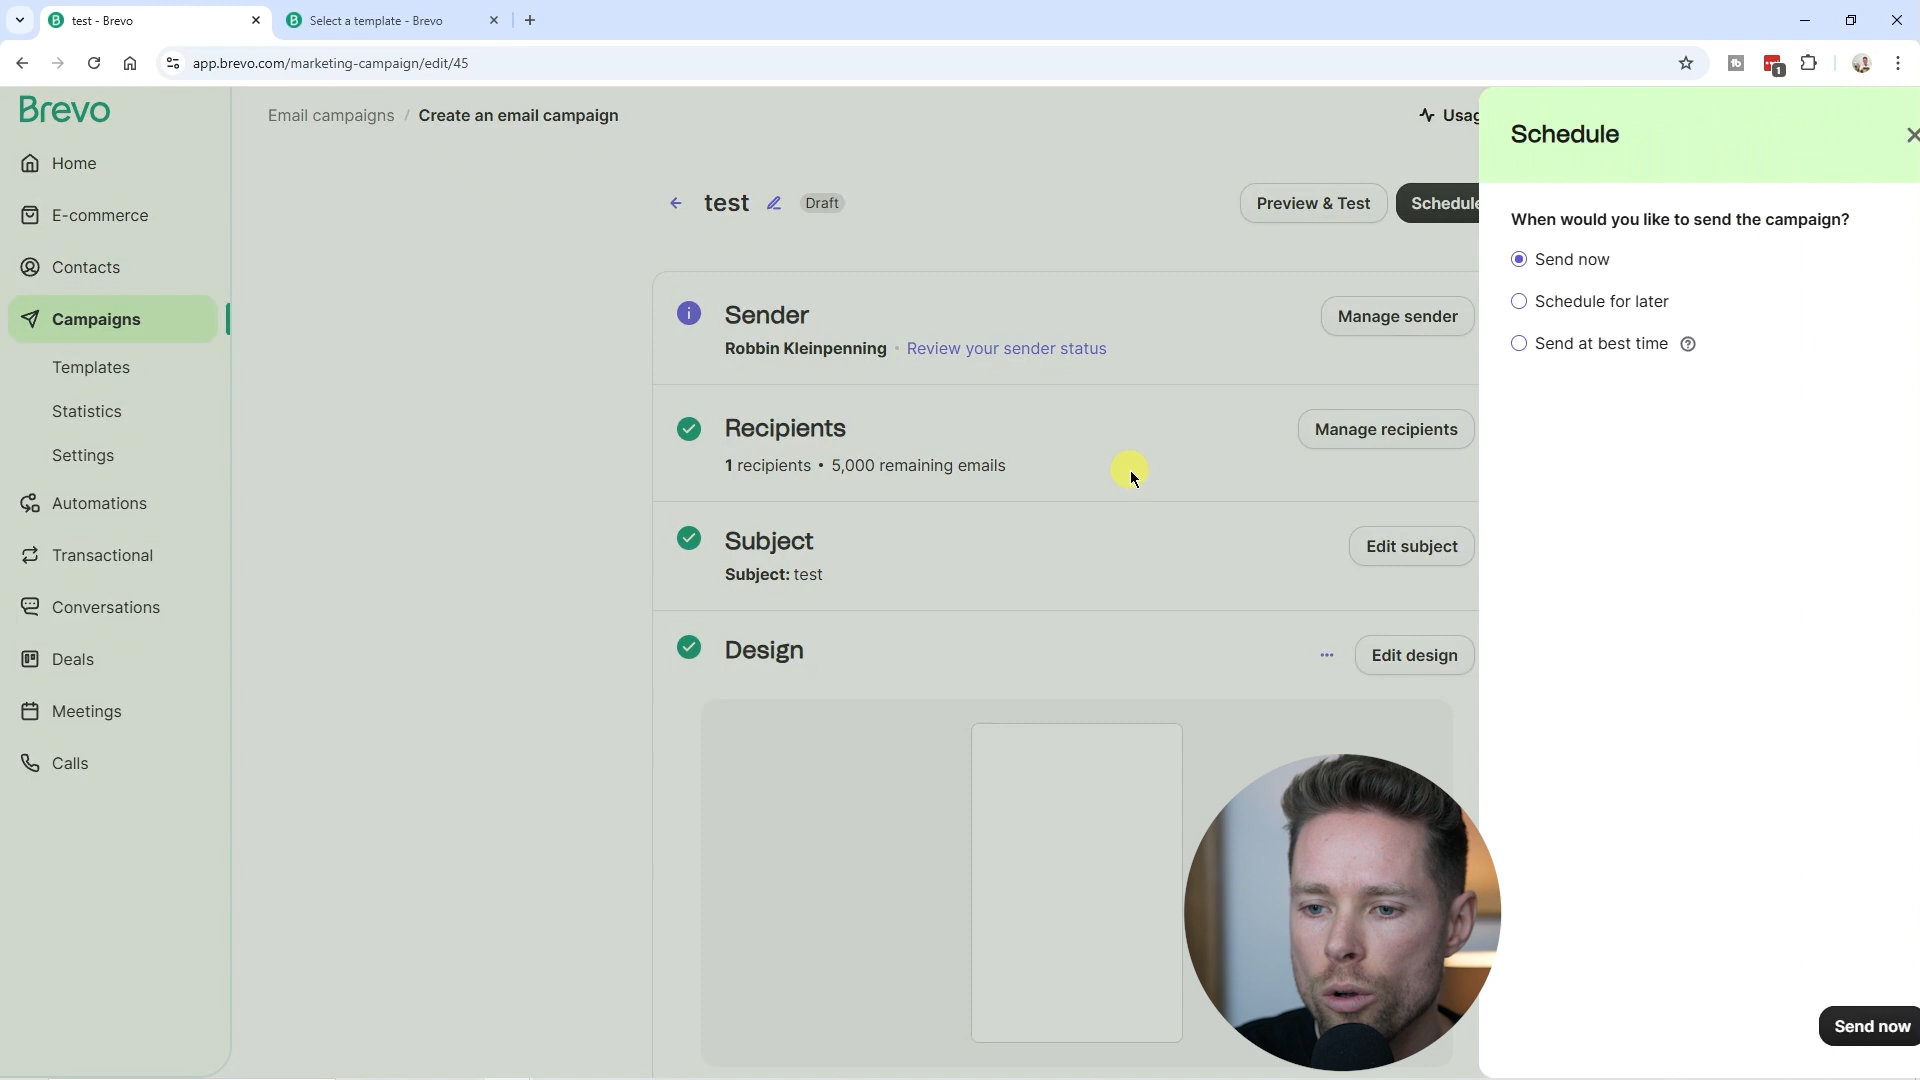 test - Brevo
Select a template - Brevo
app.brevo.com/marketing-campaign/edit/45
1
Brevo
Home
E-commerce
Contacts
Campaigns
Templates
Statistics
Settings
Automations
Transactional
Conversations
Deals
Meetings
Calls
Email campaigns / Create an email campaign
Usag
test Draft
Preview & Test
Schedule
Sender
Robbin Kleinpenning • Review your sender status
Manage sender
Recipients
1 recipients • 5,000 remaining emails
Manage recipients
Subject
Subject: test
Edit subject
Design
Edit design
Schedule
When would you like to send the campaign?
Send now
Schedule for later
Send at best time
Send now